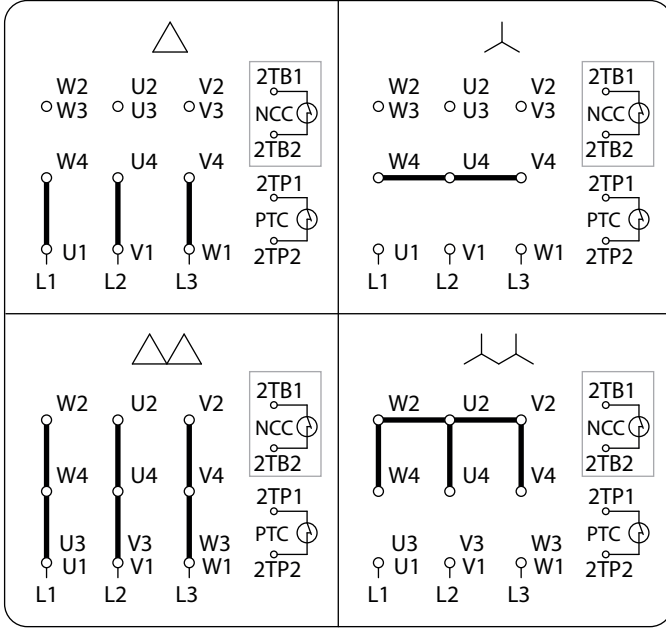 W2 U2 V2 2TB1
W3 U3 V3 NCC
2TB2
W4 U4 V4
2TP1
PTC
U1 V1 W1 2TP2
L1 L2 L3
W2 U2 V2 2TB1
W3 U3 V3 NCC
2TB2
W4 U4 V4
2TP1
PTC
U1 V1 W1 2TP2
L1 L2 L3
W2 U2 V2 2TB1
NCC
2TB2
W4 U4 V4
2TP1
U3 V3 W3 PTC
U1 V1 W1 2TP2
L1 L2 L3
W2 U2 V2 2TB1
NCC
2TB2
W4 U4 V4
2TP1
U3 V3 W3 PTC
U1 V1 W1 2TP2
L1 L2 L3